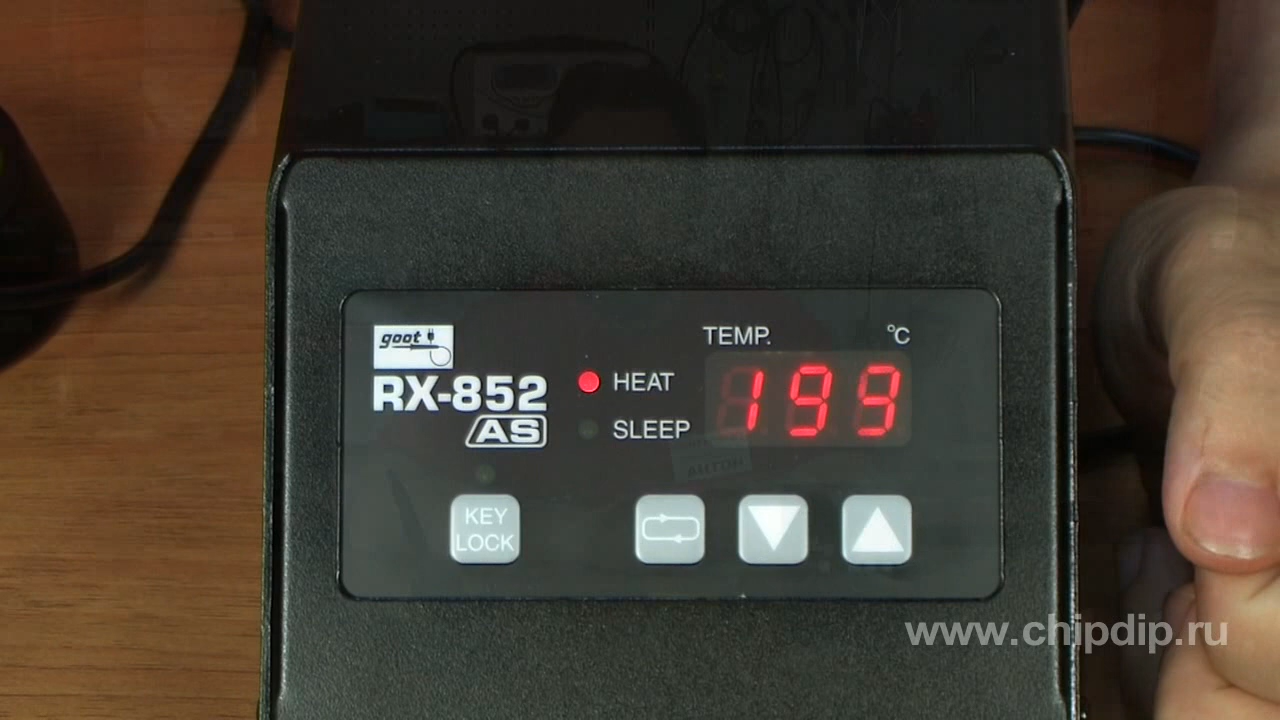 goot
RX-852
AS
HEAT
SLEEP
TEMP. °C
199
KEY
LOCK
www.chipdip.ru